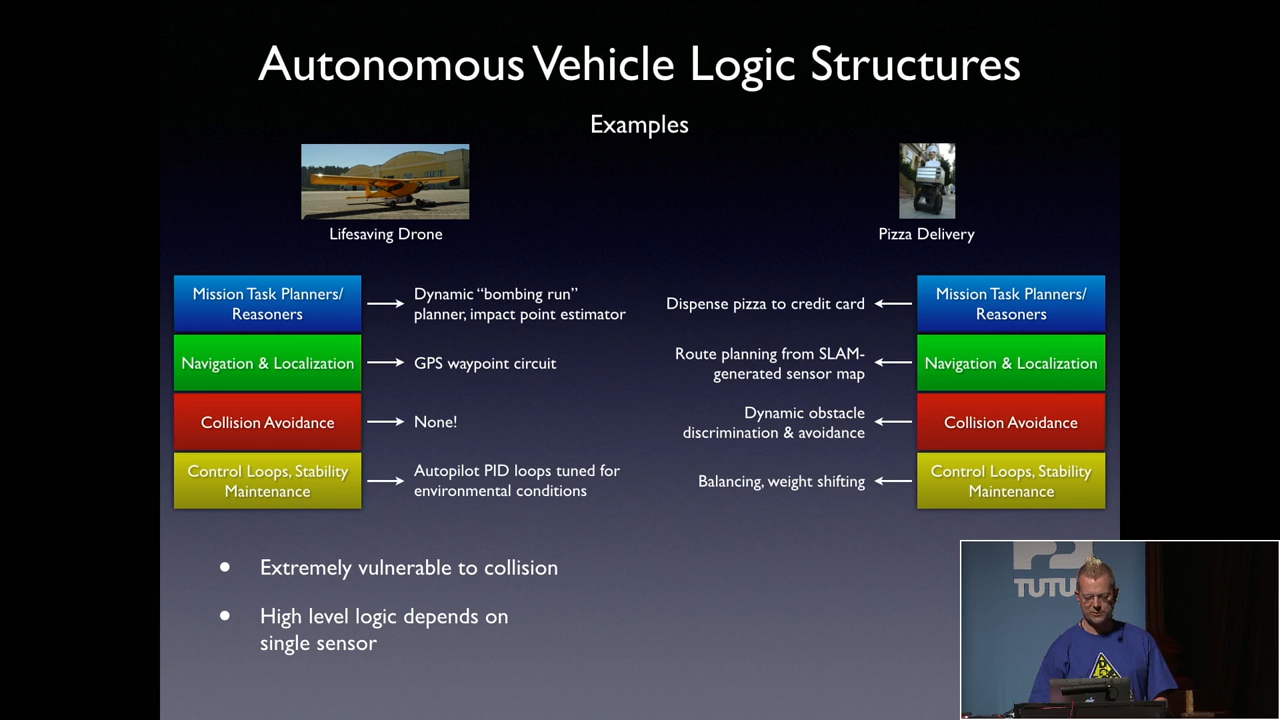 Autonomous Vehicle Logic Structures
Examples
Lifesaving Drone
Pizza Delivery
Mission Task Planners/
Reasoners
Dynamic “bombing run”
planner, impact point estimator
Navigation & Localization
GPS waypoint circuit
Collision Avoidance
None!
Control Loops, Stability
Maintenance
Autopilot PID loops tuned for
environmental conditions
Dispense pizza to credit card
Mission Task Planners/
Reasoners
Route planning from SLAM-
generated sensor map
Navigation & Localization
Dynamic obstacle
discrimination & avoidance
Collision Avoidance
Balancing, weight shifting
Control Loops, Stability
Maintenance
• Extremely vulnerable to collision
• High level logic depends on
single sensor